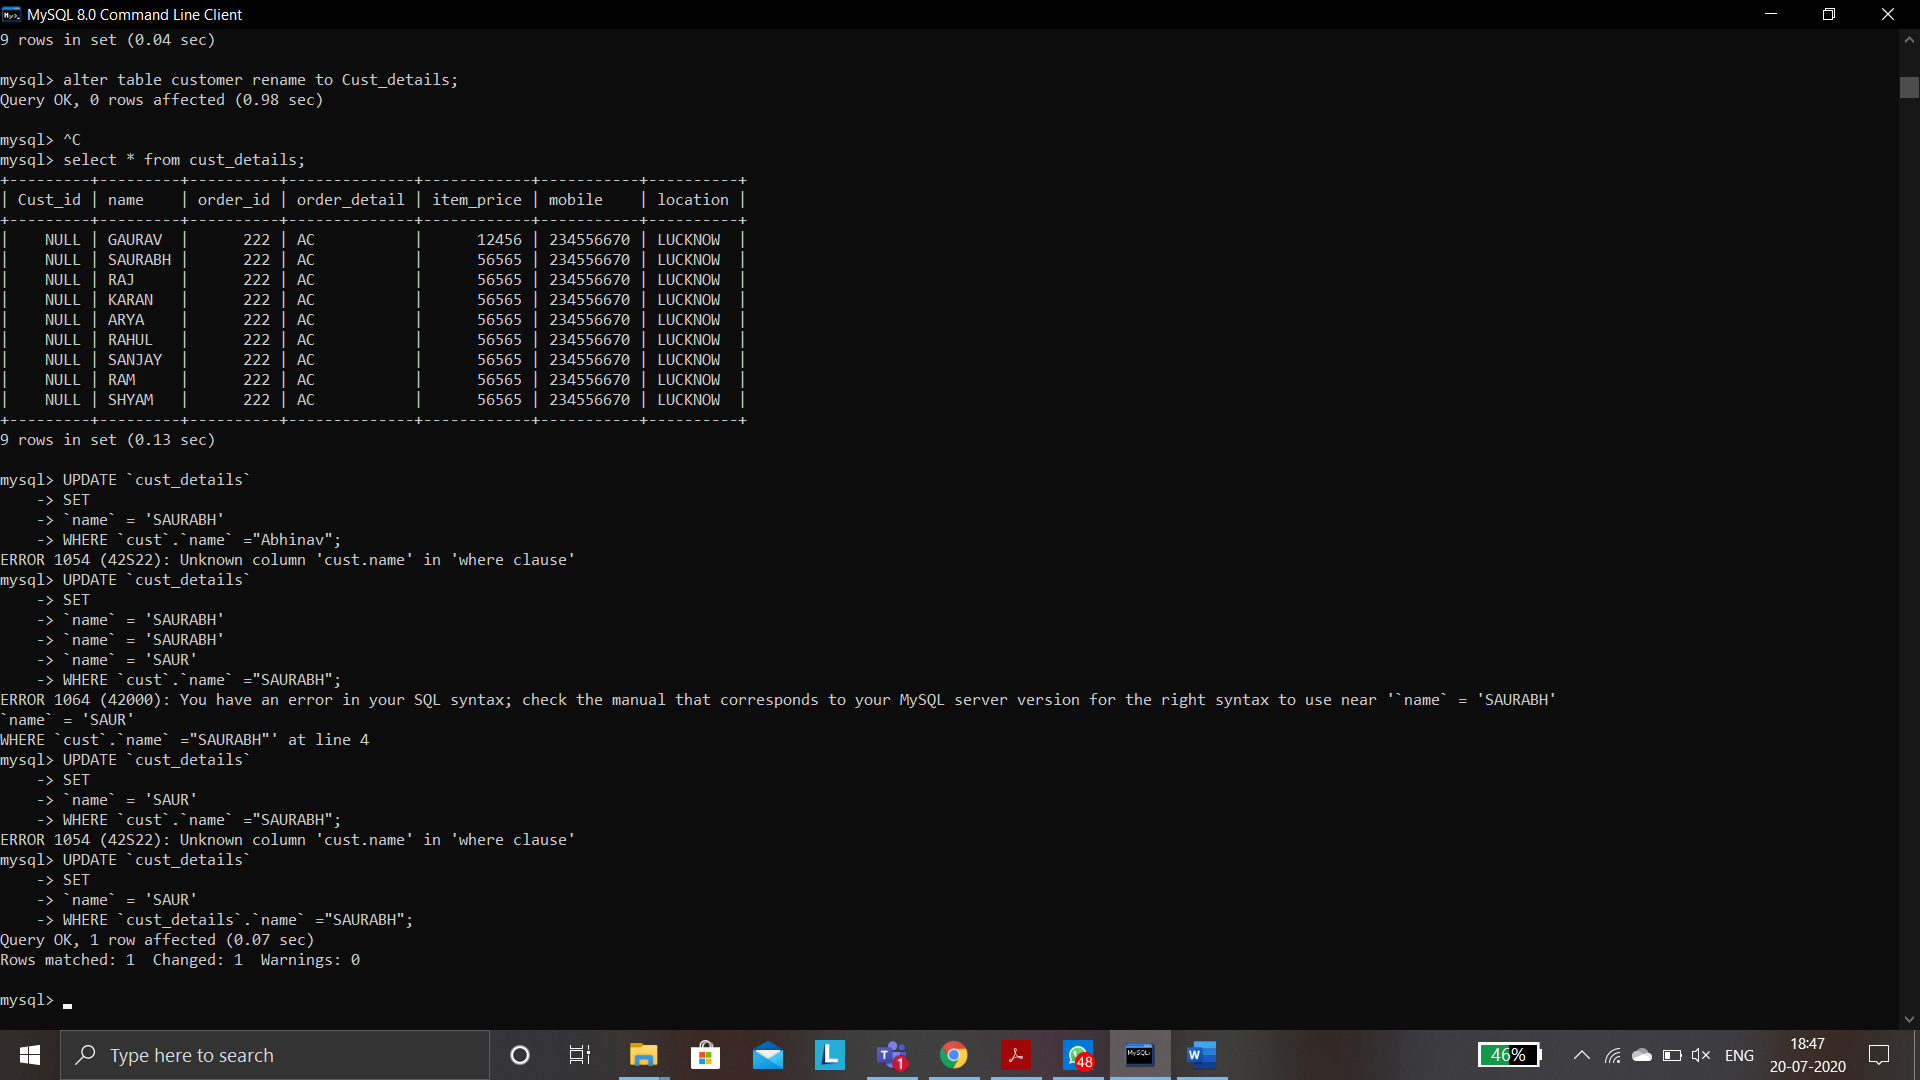 MySQL 8.0 Command Line Client
9 rows in set (0.04 sec)
mysql> alter table customer rename to Cust_details;
Query OK, 0 rows affected (0.98 sec)
mysql> ^C
mysql> select * from cust_details;
+---------+---------+----------+--------------+------------+-----------+----------+
| Cust_id | name    | order_id | order_detail | item_price | mobile    | location |
+---------+---------+----------+--------------+------------+-----------+----------+
|    NULL | GAURAV  |      222 | AC           |      12456 | 234556670 | LUCKNOW  |
|    NULL | SAURABH |      222 | AC           |      56565 | 234556670 | LUCKNOW  |
|    NULL | RAJ     |      222 | AC           |      56565 | 234556670 | LUCKNOW  |
|    NULL | KARAN   |      222 | AC           |      56565 | 234556670 | LUCKNOW  |
|    NULL | ARYA    |      222 | AC           |      56565 | 234556670 | LUCKNOW  |
|    NULL | RAHUL   |      222 | AC           |      56565 | 234556670 | LUCKNOW  |
|    NULL | SANJAY  |      222 | AC           |      56565 | 234556670 | LUCKNOW  |
|    NULL | RAM     |      222 | AC           |      56565 | 234556670 | LUCKNOW  |
|    NULL | SHYAM   |      222 | AC           |      56565 | 234556670 | LUCKNOW  |
+---------+---------+----------+--------------+------------+-----------+----------+
9 rows in set (0.13 sec)
mysql> UPDATE `cust_details`
    -> SET
    -> `name` = 'SAURABH'
    -> WHERE `cust`.`name` ="Abhinav";
ERROR 1054 (42S22): Unknown column 'cust.name' in 'where clause'
mysql> UPDATE `cust_details`
    -> SET
    -> `name` = 'SAURABH'
    -> `name` = 'SAURABH'
    -> `name` = 'SAUR'
    -> WHERE `cust`.`name` ="SAURABH";
ERROR 1064 (42000): You have an error in your SQL syntax; check the manual that corresponds to your MySQL server version for the right syntax to use near '`name` = 'SAURABH'
`name` = 'SAUR'
WHERE `cust`.`name` ="SAURABH"' at line 4
mysql> UPDATE `cust_details`
    -> SET
    -> `name` = 'SAUR'
    -> WHERE `cust`.`name` ="SAURABH";
ERROR 1054 (42S22): Unknown column 'cust.name' in 'where clause'
mysql> UPDATE `cust_details`
    -> SET
    -> `name` = 'SAUR'
    -> WHERE `cust_details`.`name` ="SAURABH";
Query OK, 1 row affected (0.07 sec)
Rows matched: 1  Changed: 1  Warnings: 0
mysql>
Type here to search
L
T 1
48
MySQL
W
46%
ENG
18:47
20-07-2020